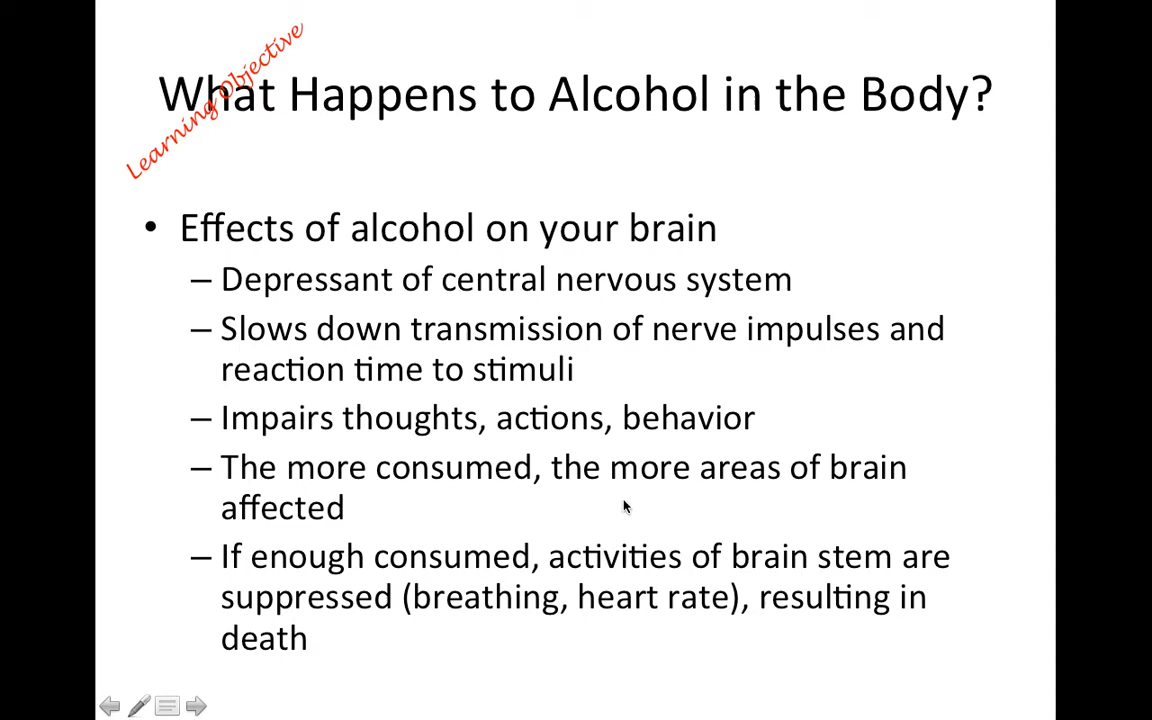 Learning Objective
What Happens to Alcohol in the Body?
• Effects of alcohol on your brain
– Depressant of central nervous system
– Slows down transmission of nerve impulses and
reaction time to stimuli
– Impairs thoughts, actions, behavior
– The more consumed, the more areas of brain
affected
– If enough consumed, activities of brain stem are
suppressed (breathing, heart rate), resulting in
death